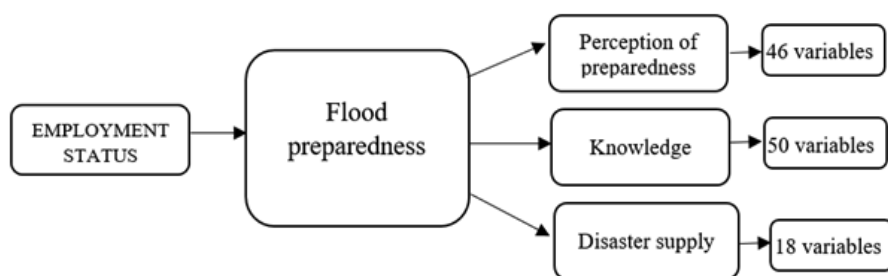 EMPLOYMENT
STATUS
Flood
preparedness
Perception of
preparedness
46 variables
Knowledge
50 variables
Disaster supply
18 variables